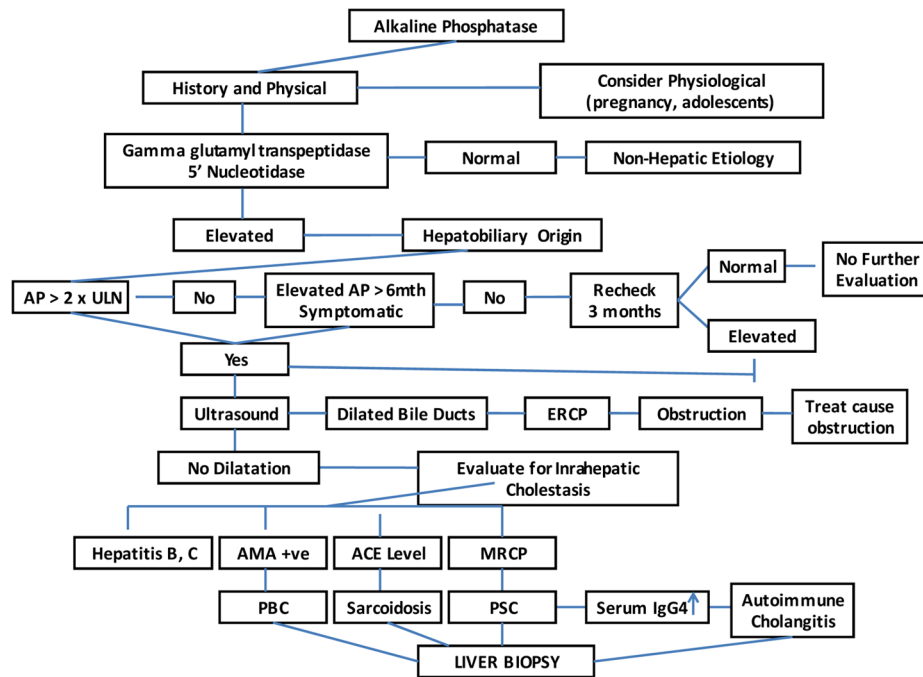 Alkaline Phosphatase
History and Physical
Consider Physiological
(pregnancy, adolescents)
Gamma glutamyl transpeptidase
5’ Nucleotidase
Normal
Non-Hepatic Etiology
Elevated
Hepatobiliary Origin
AP > 2 x ULN
No
Elevated AP >6mth
Symptomatic
No
Recheck
3 months
Normal
No Further
Evaluation
Elevated
Yes
Ultrasound
Dilated Bile Ducts
ERCP
Obstruction
Treat cause
obstruction
No Dilatation
Evaluate for Inrahepatic
Cholestasis
Hepatitis B, C
AMA +ve
ACE Level
MRCP
PBC
Sarcoidosis
PSC
Serum IgG4
Autoimmune
Cholangitis
LIVER BIOPSY